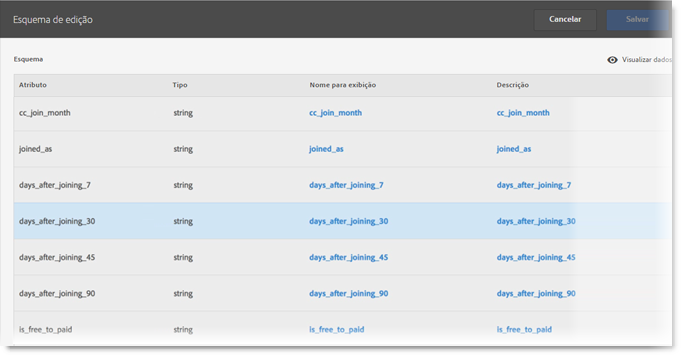 Esquema de edição Cancelar Salvar
Esquema Visualizar dados
Atributo Tipo Nome para exibição Descrição
cc_join_month string cc_join_month cc_join_month
joined_as string joined_as joined_as
days_after_joining_7 string days_after_joining_7 days_after_joining_7
days_after_joining_30 string days_after_joining_30 days_after_joining_30
days_after_joining_45 string days_after_joining_45 days_after_joining_45
days_after_joining_90 string days_after_joining_90 days_after_joining_90
is_free_to_paid string is_free_to_paid is_free_to_paid